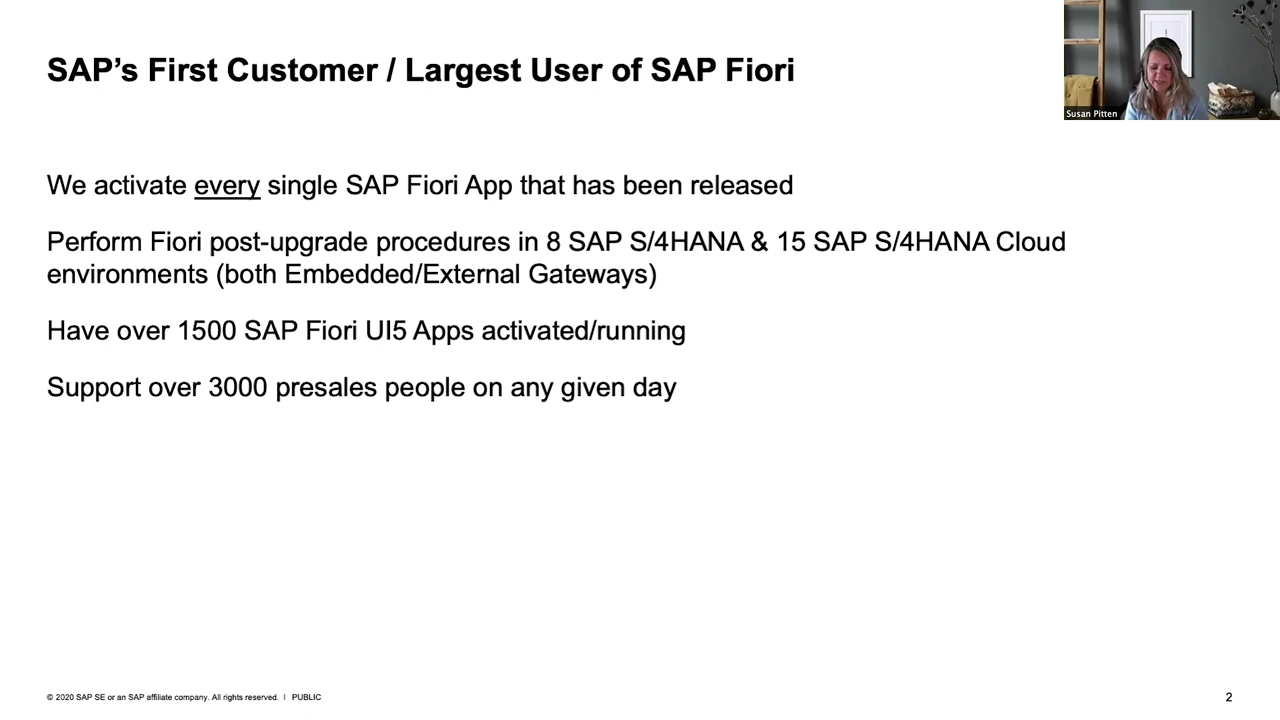 SAP’s First Customer / Largest User of SAP Fiori
Susan Pitten
We activate every single SAP Fiori App that has been released
Perform Fiori post-upgrade procedures in 8 SAP S/4HANA & 15 SAP S/4HANA Cloud
environments (both Embedded/External Gateways)
Have over 1500 SAP Fiori UI5 Apps activated/running
Support over 3000 presales people on any given day
© 2020 SAP SE or an SAP affiliate company. All rights reserved. | PUBLIC
2